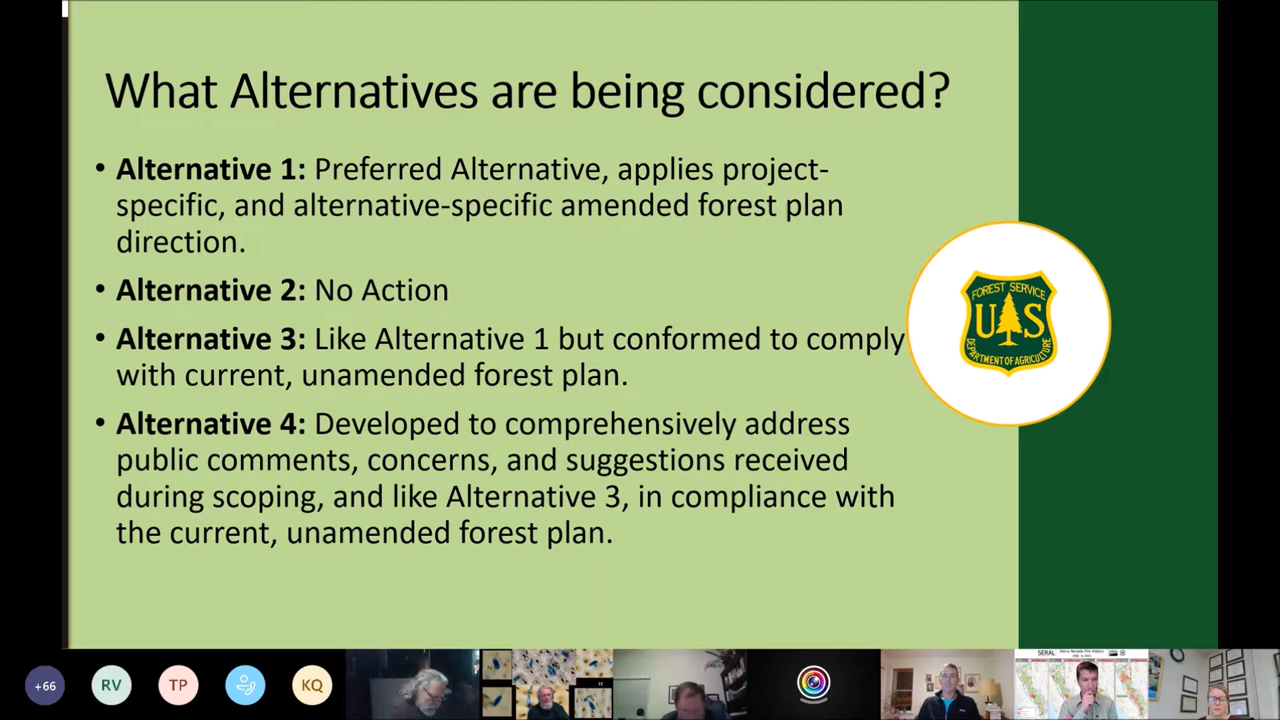 What Alternatives are being considered?
• Alternative 1: Preferred Alternative, applies project-
specific, and alternative-specific amended forest plan
direction.
• Alternative 2: No Action
• Alternative 3: Like Alternative 1 but conformed to comply
with current, unamended forest plan.
• Alternative 4: Developed to comprehensively address
public comments, concerns, and suggestions received
during scoping, and like Alternative 3, in compliance with
the current, unamended forest plan.
FOREST SERVICE
U S
DEPARTMENT OF AGRICULTURE
+66
RV
TP
KQ
SERAL